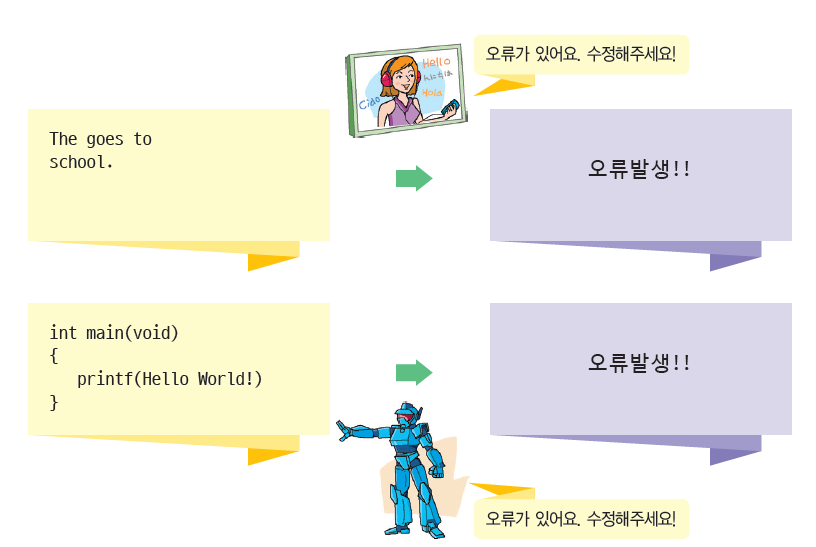 오류가 있어요. 수정해주세요!
Hello
Hola
Ciao
The goes to
school.
오류발생!!
int main(void)
{
   printf(Hello World!)
}
오류발생!!
오류가 있어요. 수정해주세요!